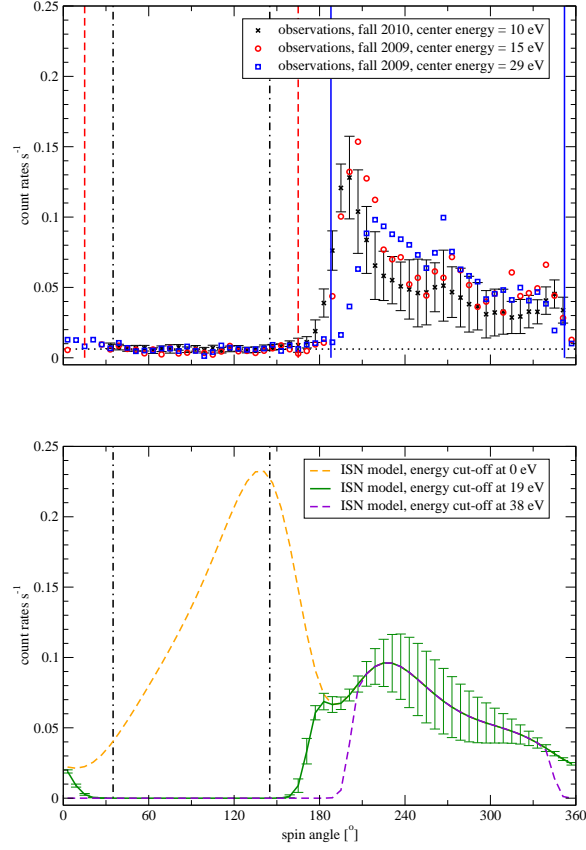 0.25
observations, fall 2010, center energy = 10 eV
observations, fall 2009, center energy = 15 eV
observations, fall 2009, center energy = 29 eV
0.2
0.15
0.1
0.05
0
count rates s-1
0.25
ISN model, energy cut-off at 0 eV
ISN model, energy cut-off at 19 eV
ISN model, energy cut-off at 38 eV
0.2
0.15
0.1
0.05
0
count rates s-1
0 60 120 180 240 300 360
spin angle [o]